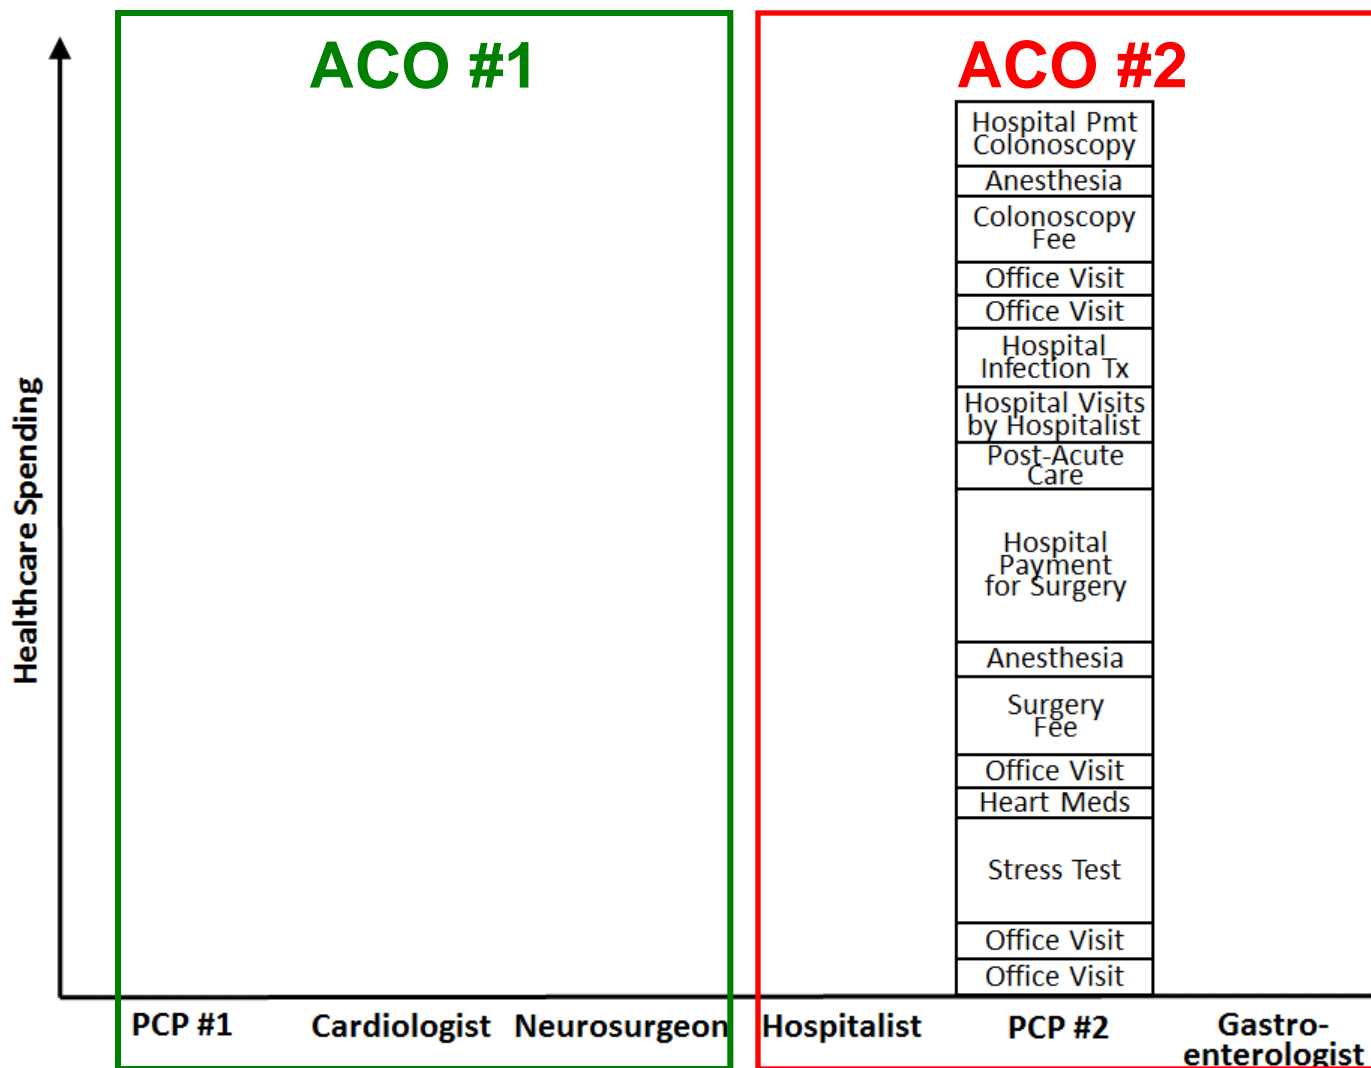 ACO #1
ACO #2
Healthcare Spending
Hospital Pmt
Colonoscopy
Anesthesia
Colonoscopy
Fee
Office Visit
Office Visit
Hospital
Infection Tx
Hospital Visits
by Hospitalist
Post-Acute
Care
Hospital
Payment
for Surgery
Anesthesia
Surgery
Fee
Office Visit
Heart Meds
Stress Test
Office Visit
Office Visit
PCP #1
Cardiologist
Neurosurgeon
Hospitalist
PCP #2
Gastro-
enterologist